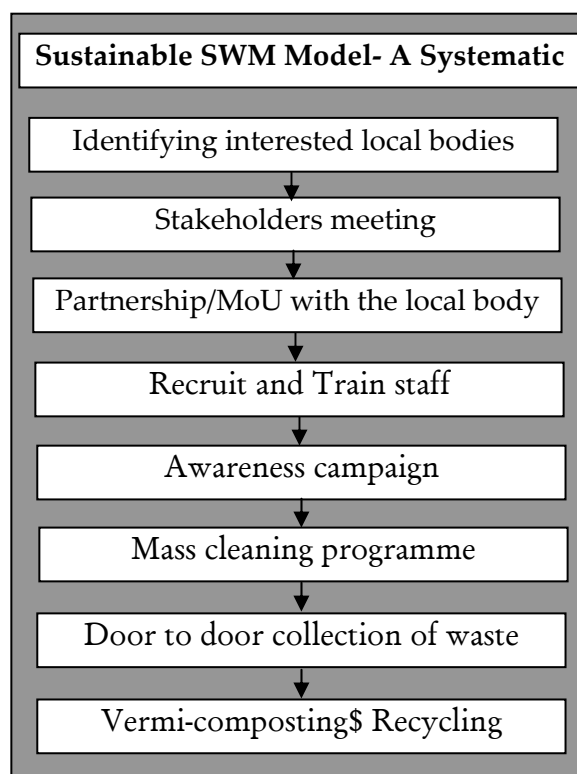 Sustainable SWM Model- A Systematic
Identifying interested local bodies
Stakeholders meeting
Partnership/MoU with the local body
Recruit and Train staff
Awareness campaign
Mass cleaning programme
Door to door collection of waste
Vermi-composting$ Recycling